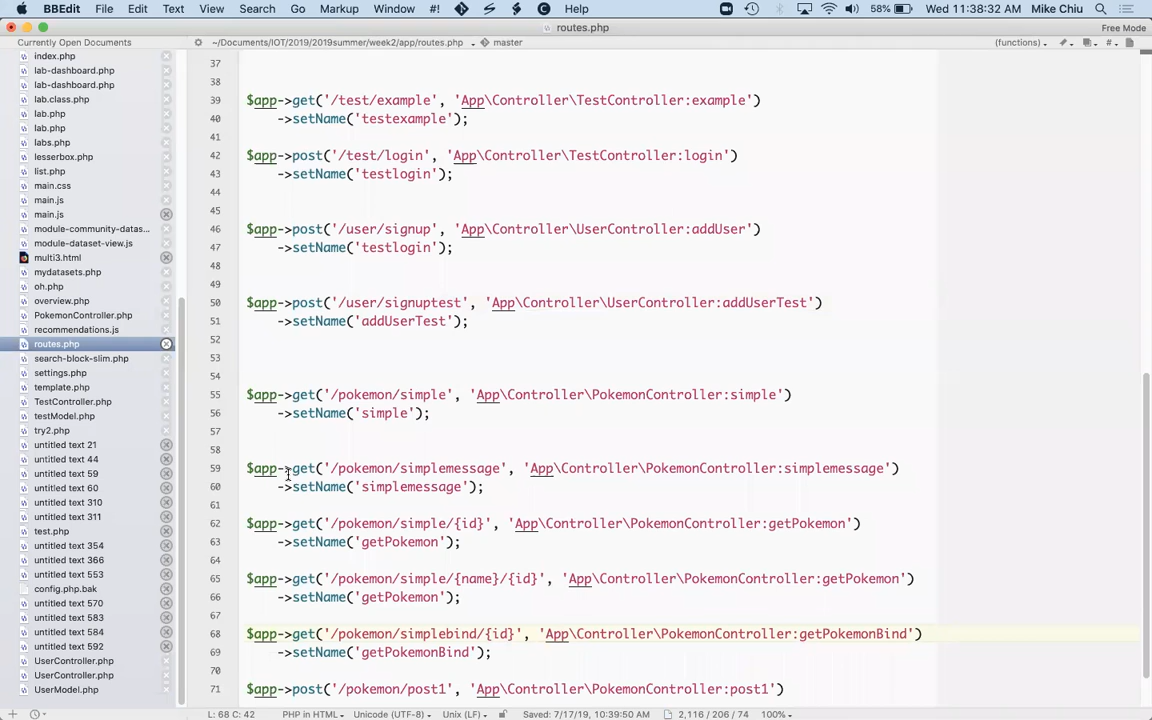 BBEdit File Edit Text View Search Go Markup Window #! Help 58% Wed Jul 11:38:32 AM Mike Chiu
routes.php Free Mode
Currently Open Documents ~/Documents/IOT/2019/2019summer/week2/app/routes.php master (functions)
index.php
lab-dashboard.php
lab-dashboard.php
lab.class.php
lab.php
lab.php
labs.php
lesserbox.php
list.php
main.css
main.js
main.js
module-community-datas...
module-dataset-view.js
multi3.html
mydatasets.php
oh.php
overview.php
PokemonController.php
recommendations.js
routes.php
search-block-slim.php
settings.php
template.php
TestController.php
testModel.php
try2.php
untitled text 21
untitled text 44
untitled text 59
untitled text 60
untitled text 310
untitled text 311
test.php
untitled text 354
untitled text 366
untitled text 553
config.php.bak
untitled text 570
untitled text 583
untitled text 584
untitled text 592
UserController.php
UserController.php
UserModel.php
37
38
39 $app->get('/test/example', 'App\Controller\TestController:example')
40 ->setName('testexample');
41
42 $app->post('/test/login', 'App\Controller\TestController:login')
43 ->setName('testlogin');
44
45
46 $app->post('/user/signup', 'App\Controller\UserController:addUser')
47 ->setName('testlogin');
48
49
50 $app->post('/user/signuptest', 'App\Controller\UserController:addUserTest')
51 ->setName('addUserTest');
52
53
54
55 $app->get('/pokemon/simple', 'App\Controller\PokemonController:simple')
56 ->setName('simple');
57
58
59 $app->get('/pokemon/simplemessage', 'App\Controller\PokemonController:simplemessage')
60 ->setName('simplemessage');
61
62 $app->get('/pokemon/simple/{id}', 'App\Controller\PokemonController:getPokemon')
63 ->setName('getPokemon');
64
65 $app->get('/pokemon/simple/{name}/{id}', 'App\Controller\PokemonController:getPokemon')
66 ->setName('getPokemon');
67
68 $app->get('/pokemon/simplebind/{id}', 'App\Controller\PokemonController:getPokemonBind')
69 ->setName('getPokemonBind');
70
71 $app->post('/pokemon/post1', 'App\Controller\PokemonController:post1')
L: 68 C: 42 PHP in HTML Unicode (UTF-8) Unix (LF) Saved: 7/17/19, 10:39:50 AM 2,116 / 206 / 74 100%